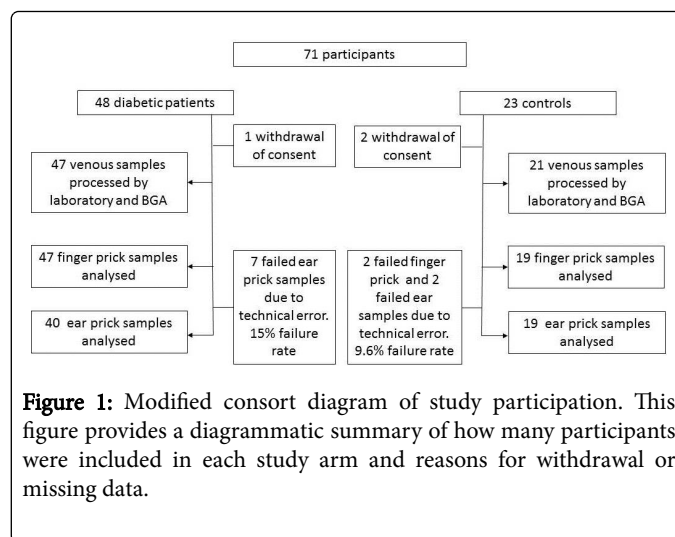 71 participants
48 diabetic patients
23 controls
1 withdrawal
of consent
2 withdrawal of
consent
47 venous samples
processed by
laboratory and BGA
21 venous samples
processed by
laboratory and BGA
47 finger prick samples
analysed
7 failed ear
prick samples
due to
technical error.
15% failure
rate
2 failed finger
prick and 2
failed ear
samples due to
technical error.
9.6% failure rate
19 finger prick samples
analysed
40 ear prick samples
analysed
19 ear prick samples
analysed
Figure 1: Modified consort diagram of study participation. This
figure provides a diagrammatic summary of how many participants
were included in each study arm and reasons for withdrawal or
missing data.